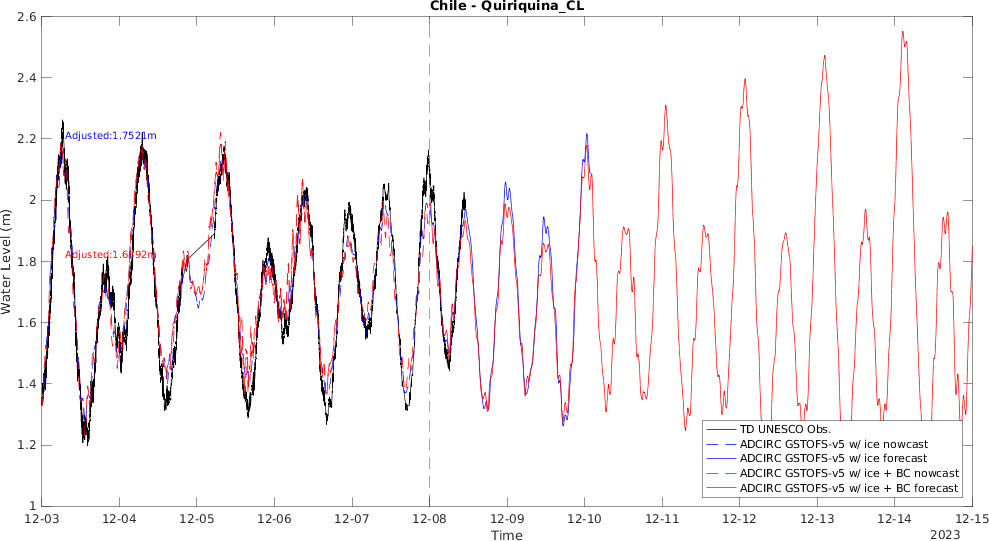 Chile - Quiriquina_CL
2.6
2.4
2.2
2
1.8
1.6
1.4
1.2
1
Water Level (m)
Adjusted:1.7521m
TD UNESCO Obs.
ADCIRC GSTOFS-v5 w/ ice nowcast
ADCIRC GSTOFS-v5 w/ ice forecast
ADCIRC GSTOFS-v5 w/ ice + BC nowcast
ADCIRC GSTOFS-v5 w/ ice + BC forecast
12-03
12-04
12-05
12-06
12-07
12-08
12-09
12-10
12-11
12-12
12-13
12-14
12-15
Time
2023